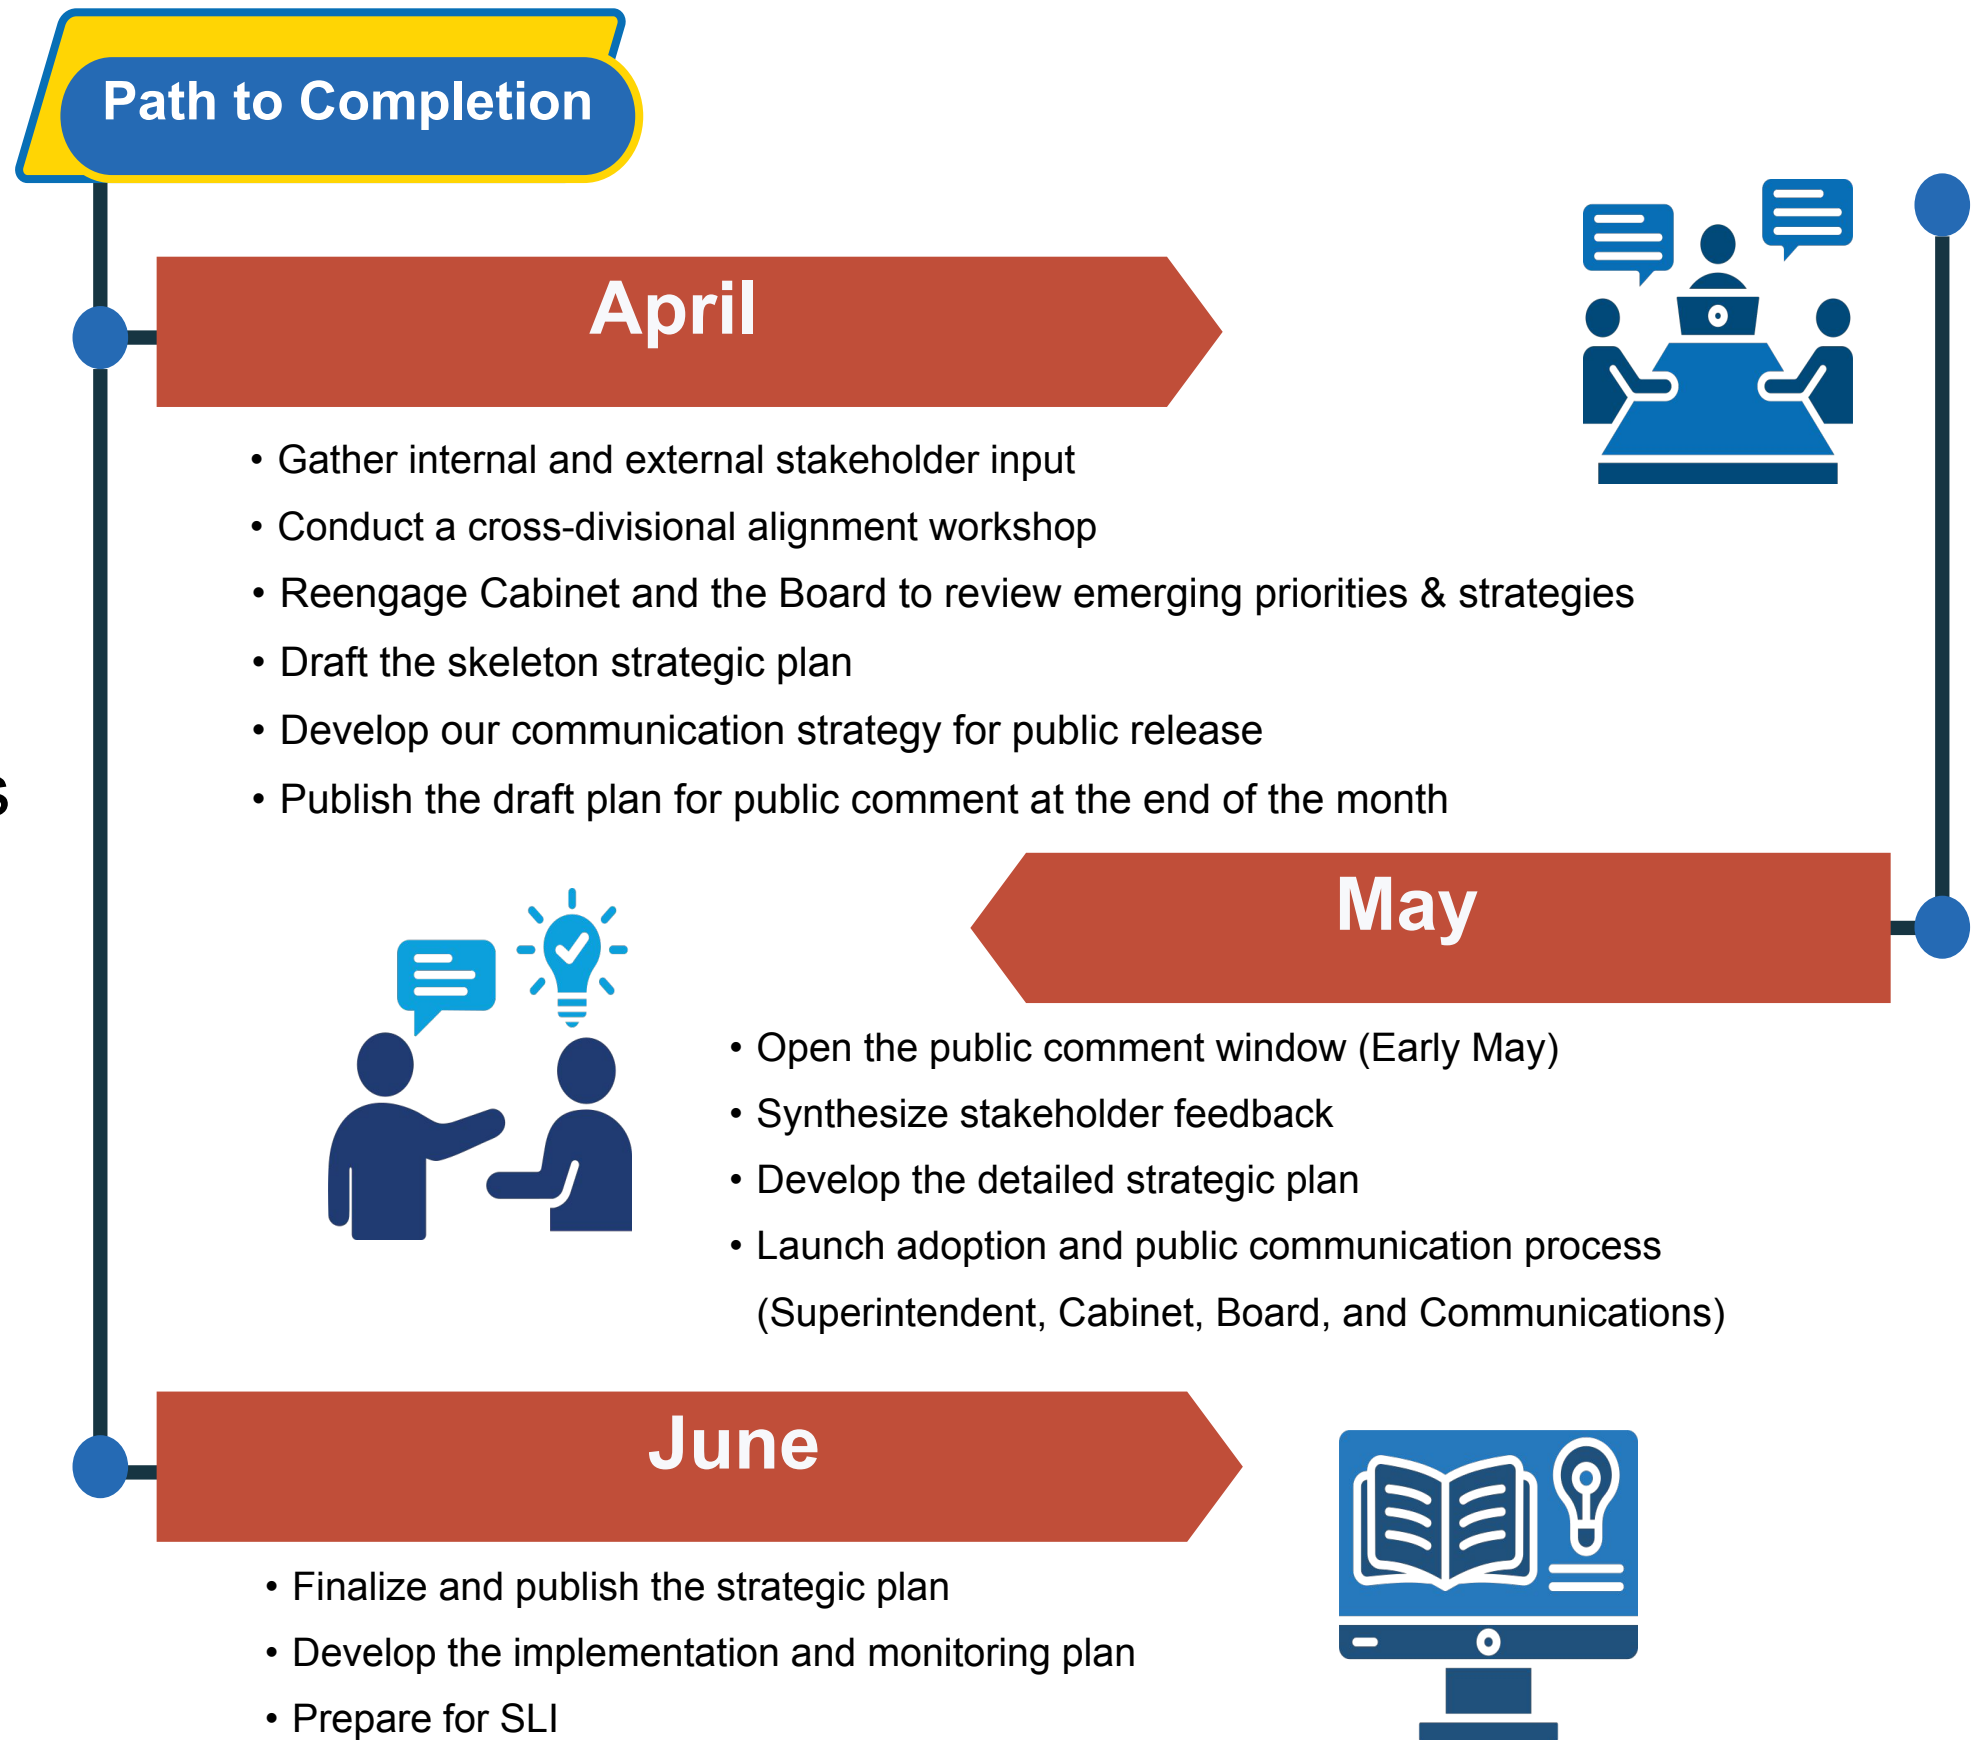 Path to Completion
April
• Gather internal and external stakeholder input
• Conduct a cross-divisional alignment workshop
• Reengage Cabinet and the Board to review emerging priorities & strategies
• Draft the skeleton strategic plan
• Develop our communication strategy for public release
• Publish the draft plan for public comment at the end of the month
May
• Open the public comment window (Early May)
• Synthesize stakeholder feedback
• Develop the detailed strategic plan
• Launch adoption and public communication process
(Superintendent, Cabinet, Board, and Communications)
June
• Finalize and publish the strategic plan
• Develop the implementation and monitoring plan
• Prepare for SLI